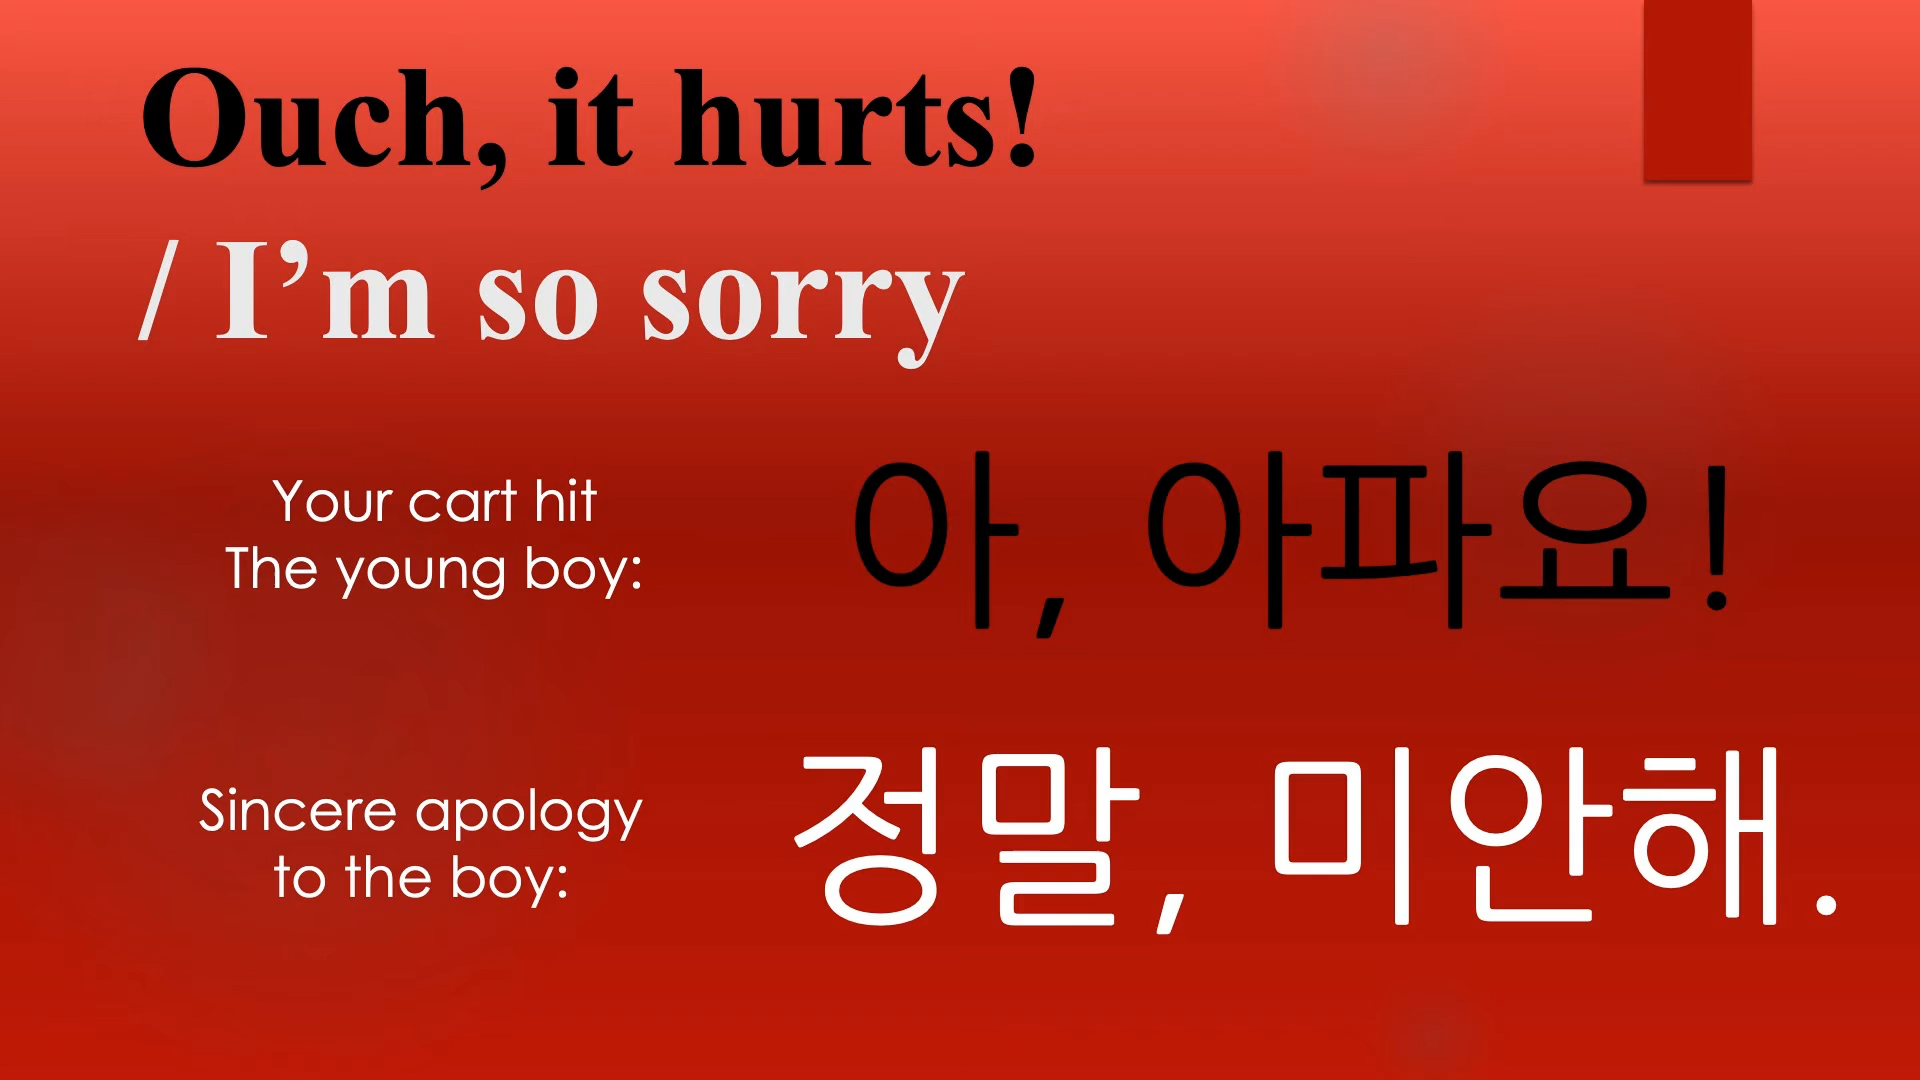 Ouch, it hurts!
/ I’m so sorry
Your cart hit
The young boy:
아, 아파요!
Sincere apology
to the boy:
정말, 미안해.